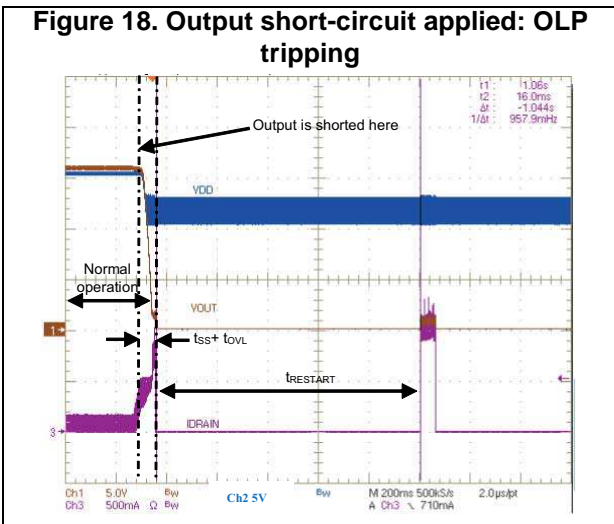 Figure 18. Output short-circuit applied: OLP
tripping
t1 : 1.06s
t2 : 16.0ms
Δt : -1.044s
1/Δt : 957.9mHz
Output is shorted here
VDD
Normal
operation
VOUT
1
tSS+ tOVL
tRESTART
3
IDRAIN
Ch1 5.0V Bw Ch2 5V Bw M 200ms 500kS/s 2.0µs/pt
Ch3 500mA Ω Bw A Ch3 ↘ 710mA